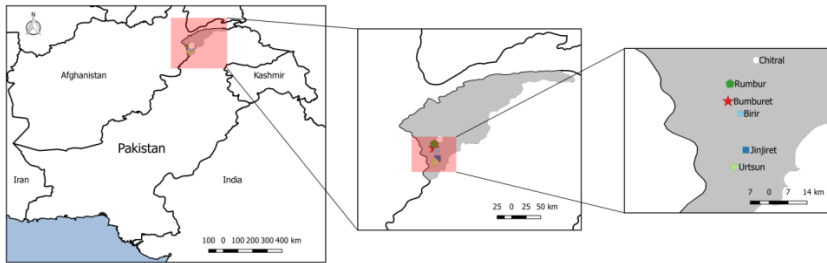 N
Afghanistan
Kashmir
Pakistan
Iran
India
100 0 100 200 300 400 km
25 0 25 50 km
Chitral
Rumbur
Bumburet
Birir
Jinjiret
Urtsun
7 0 7 14 km